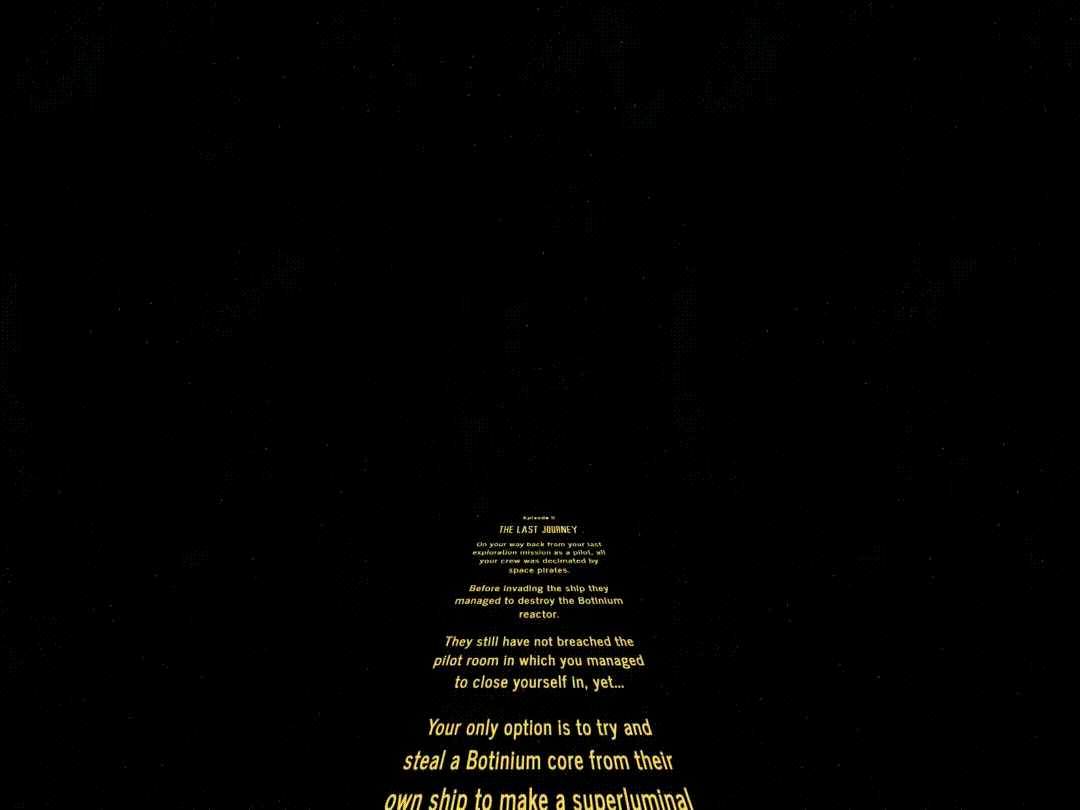 Episode II
THE LAST JOURNEY
On your way back from your last
exploration mission as a pilot, all
your crew was decimated by
space pirates.
Before invading the ship they
managed to destroy the Botinium
reactor.
They still have not breached the
pilot room in which you managed
to close yourself in, yet...
Your only option is to try and
steal a Botinium core from their
own ship to make a superluminal